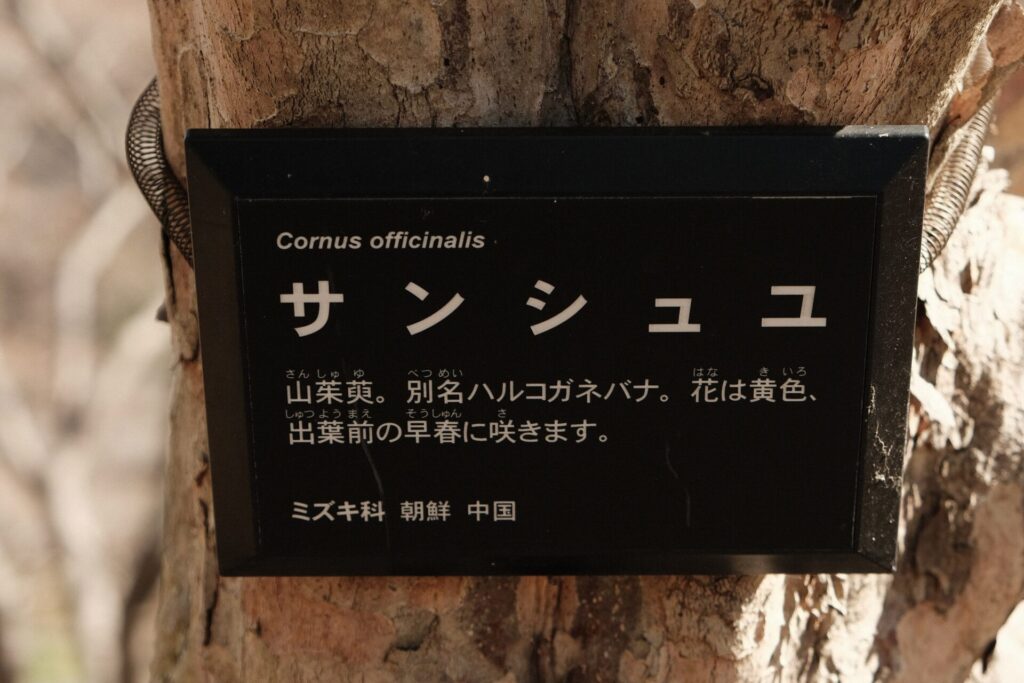 Cornus officinalis
サンシュユ
さんしゅゆ べつめい はな きいろ
山茱萸。別名ハルコガネバナ。花は黄色、
しゅつようまえ そうしゅん さ
出葉前の早春に咲きます。
ミズキ科 朝鮮 中国